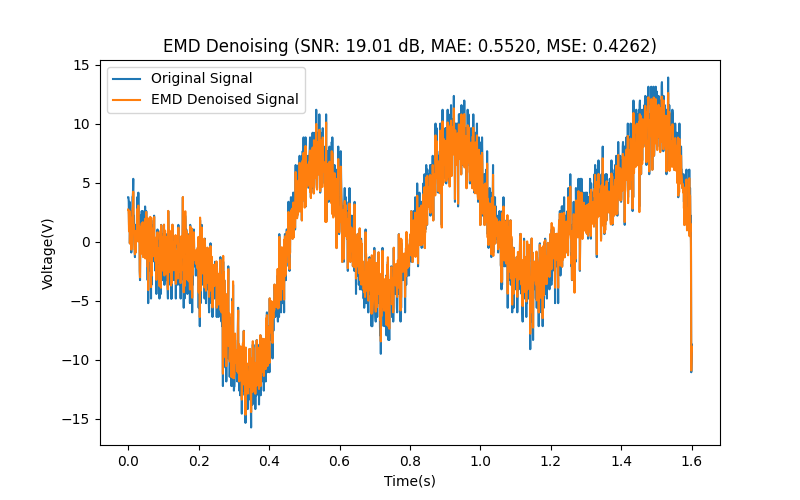 EMD Denoising (SNR: 19.01 dB, MAE: 0.5520, MSE: 0.4262)
Original Signal
EMD Denoised Signal
Voltage(V)
15
10
5
0
−5
−10
−15
0.0 0.2 0.4 0.6 0.8 1.0 1.2 1.4 1.6
Time(s)